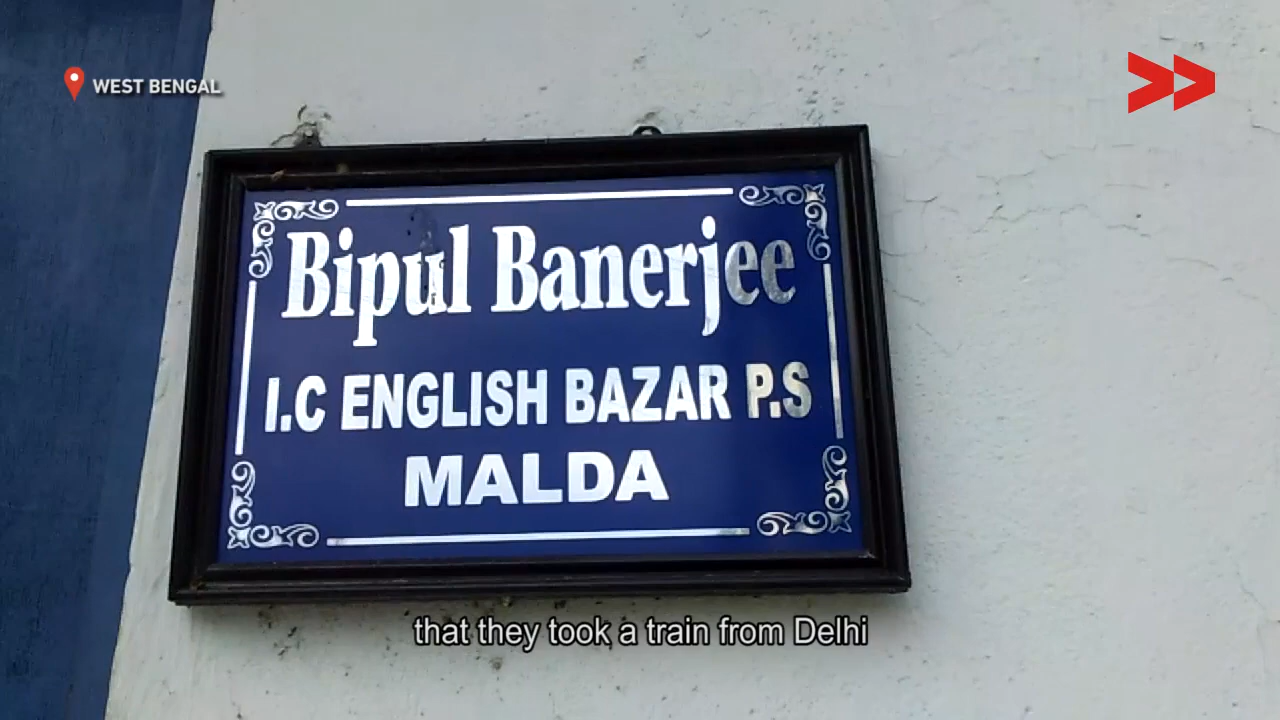 WEST BENGAL
Bipul Banerjee
I.C ENGLISH BAZAR P.S
MALDA
that they took a train from Delhi